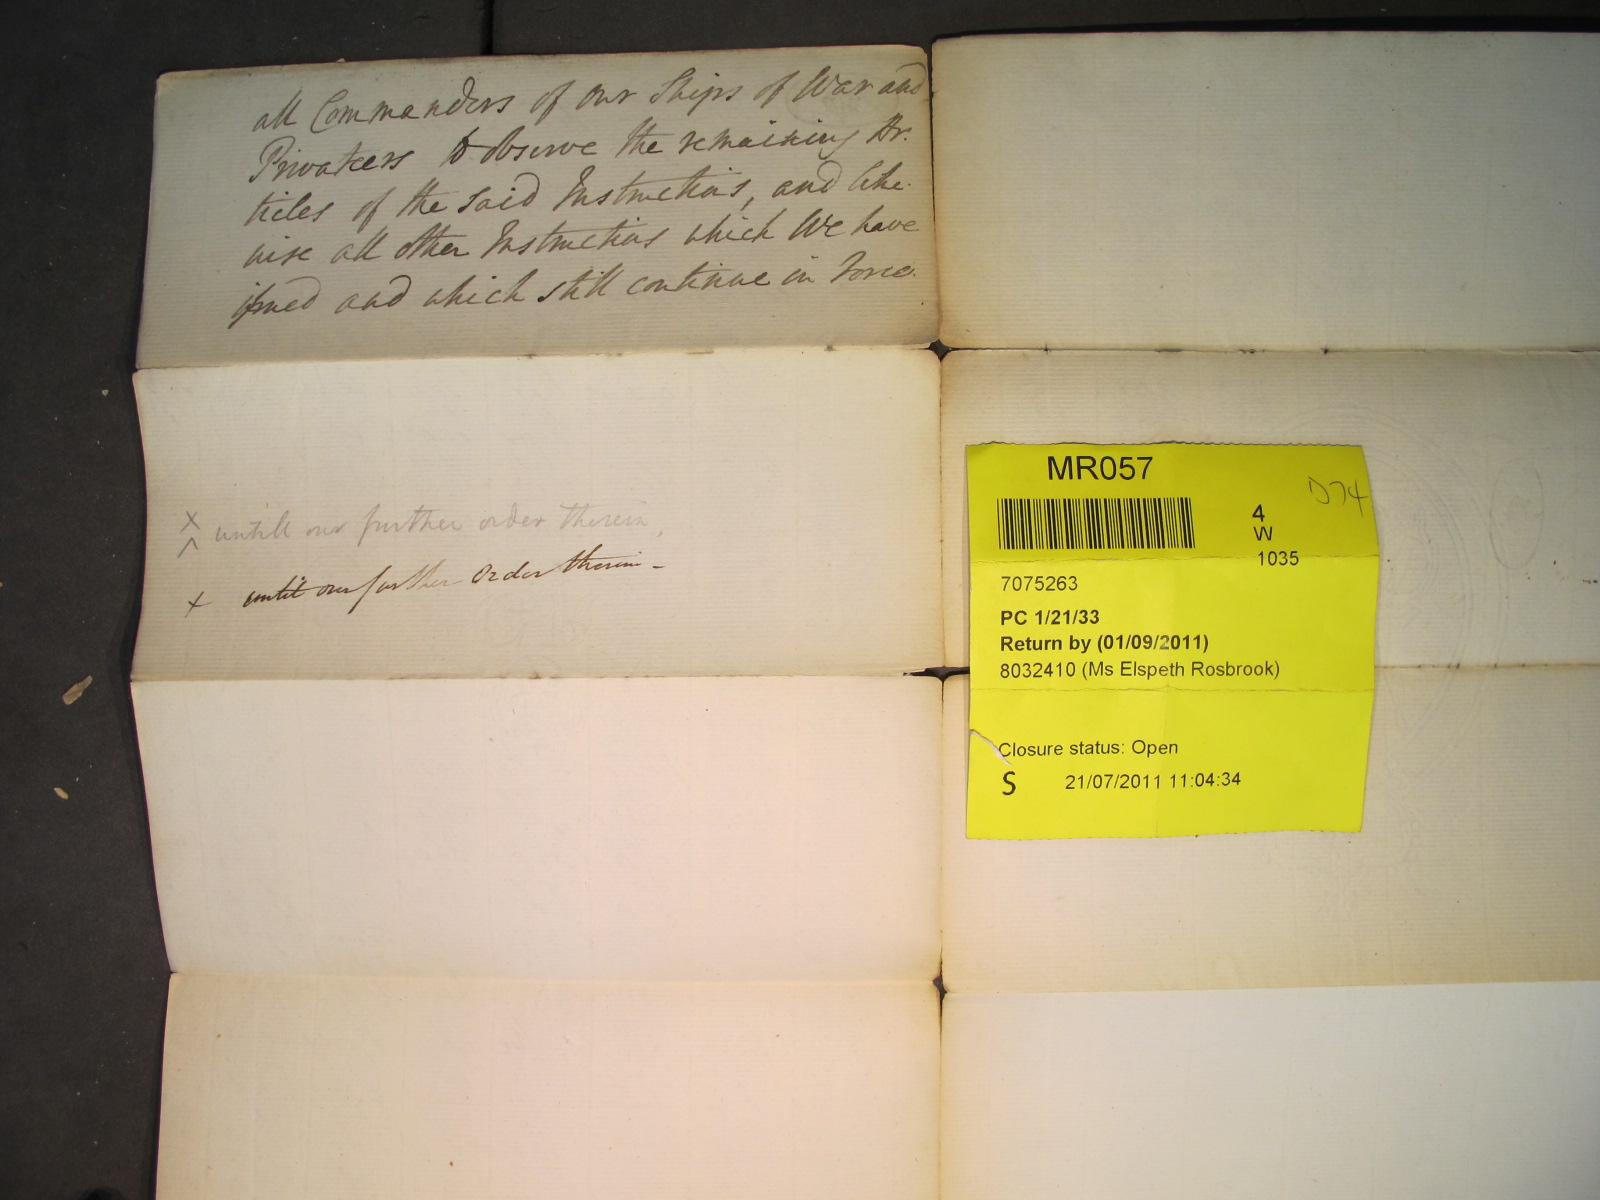 all Commanders of our Ships of War and
Privateers to observe the remaining Ar-
ticles of the said Instructions, and like-
wise all other Instructions which We have
issued and which still continue in Force.
x untill our further order therein,
x until our further Order therein -
MR057
D74
4
W
1035
7075263
PC 1/21/33
Return by (01/09/2011)
8032410 (Ms Elspeth Rosbrook)
Closure status: Open
S 21/07/2011 11:04:34